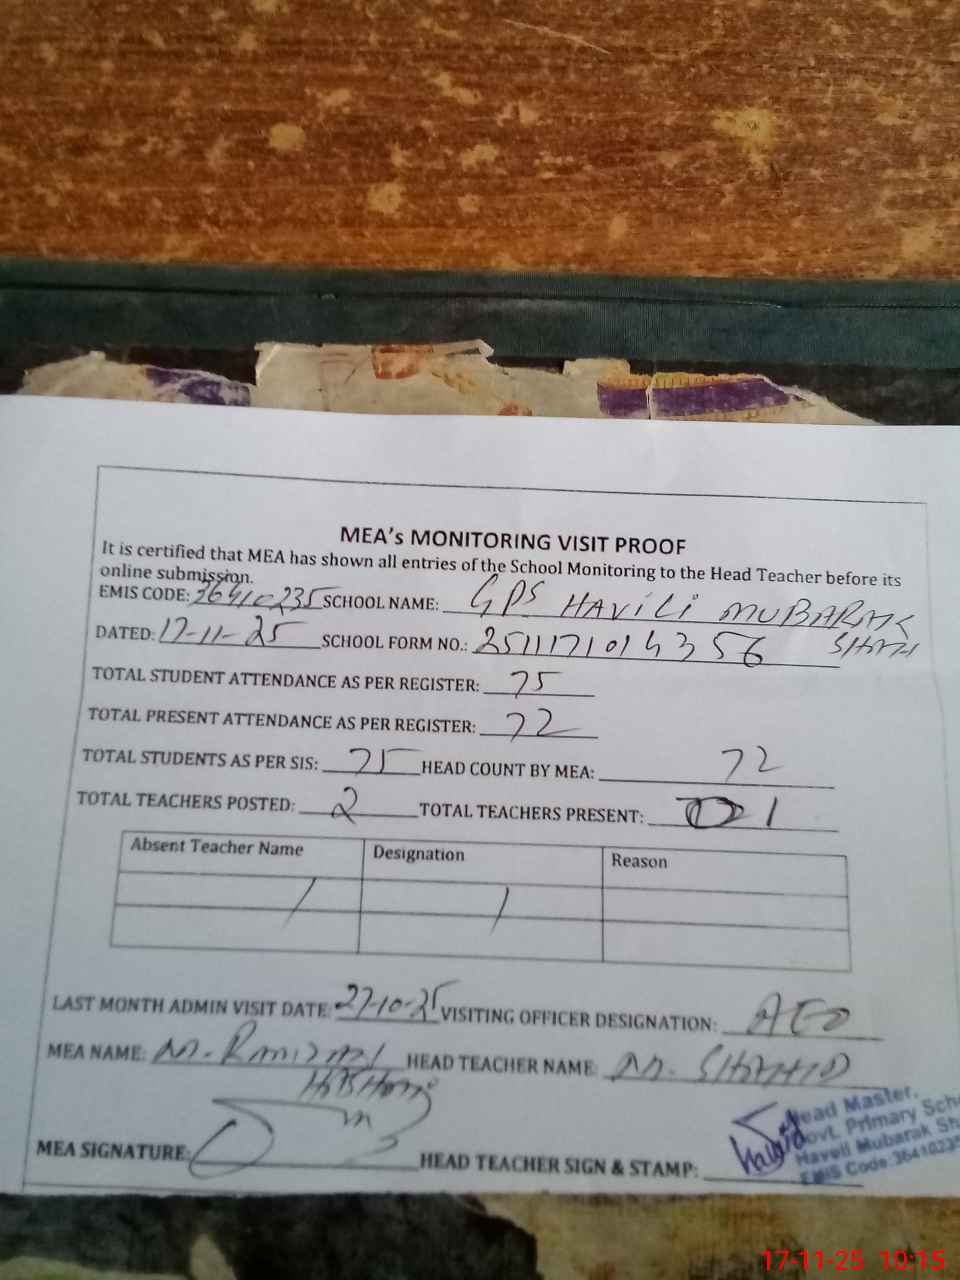 MEA's MONITORING VISIT PROOF
It is certified that MEA has shown all entries of the School Monitoring to the Head Teacher before its
online submission.
EMIS CODE: 36410235 SCHOOL NAME: GPS HAVILI MUBARAK
SHAH
DATED: 17-11-25 SCHOOL FORM NO.: 2511171014356
TOTAL STUDENT ATTENDANCE AS PER REGISTER: 75
TOTAL PRESENT ATTENDANCE AS PER REGISTER: 72
TOTAL STUDENTS AS PER SIS: 75 HEAD COUNT BY MEA: 72
TOTAL TEACHERS POSTED: 2 TOTAL TEACHERS PRESENT: 1
Absent Teacher Name Designation Reason
LAST MONTH ADMIN VISIT DATE: 27-10-25 VISITING OFFICER DESIGNATION: AEO
MEA NAME: M. HEAD TEACHER NAME: M. SHAHID
MEA SIGNATURE: HEAD TEACHER SIGN & STAMP:
Head Master,
Govt. Primary Scho
Haveli Mubarak Sha
EMIS Code:3641023
17-11-25 10:15